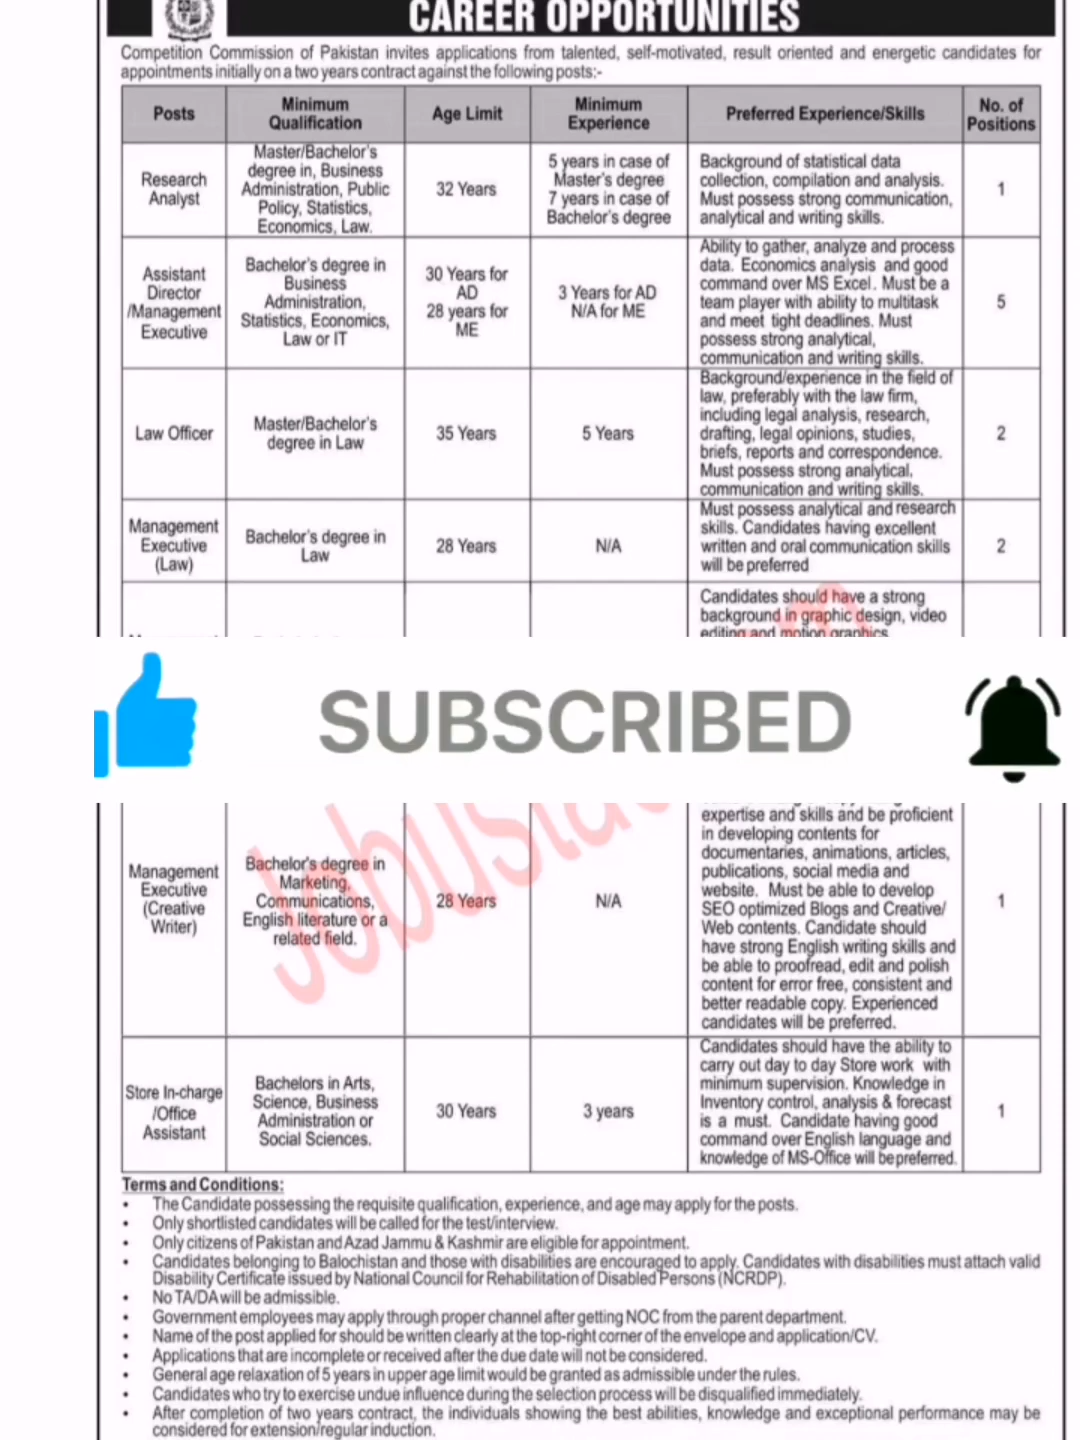 CAREER OPPORTUNITIES
Competition Commission of Pakistan invites applications from talented, self-motivated, result oriented and energetic candidates for
appointments initially on a two years contract against the following posts:-
Posts
Minimum
Qualification
Age Limit
Minimum
Experience
Preferred Experience/Skills
No. of
Positions
Research
Analyst
Master/Bachelor's
degree in, Business
Administration, Public
Policy, Statistics,
Economics, Law.
32 Years
5 years in case of
Master's degree
7 years in case of
Bachelor's degree
Background of statistical data
collection, compilation and analysis.
Must possess strong communication,
analytical and writing skills.
1
Assistant
Director
/Management
Executive
Bachelor's degree in
Business
Administration,
Statistics, Economics,
Law or IT
30 Years for
AD
28 years for
ME
3 Years for AD
N/A for ME
Ability to gather, analyze and process
data. Economics analysis and good
command over MS Excel. Must be a
team player with ability to multitask
and meet tight deadlines. Must
possess strong analytical,
communication and writing skills.
5
Law Officer
Master/Bachelor's
degree in Law
35 Years
5 Years
Background/experience in the field of
law, preferably with the law firm,
including legal analysis, research,
drafting, legal opinions, studies,
briefs, reports and correspondence.
Must possess strong analytical,
communication and writing skills.
2
Management
Executive
(Law)
Bachelor's degree in
Law
28 Years
N/A
Must possess analytical and research
skills. Candidates having excellent
written and oral communication skills
will be preferred
2
Candidates should have a strong
background in graphic design, video
editing and motion graphics
SUBSCRIBED
Management
Executive
(Creative
Writer)
Bachelor's degree in
Marketing,
Communications,
English literature or a
related field.
28 Years
N/A
expertise and skills and be proficient
in developing contents for
documentaries, animations, articles,
publications, social media and
website. Must be able to develop
SEO optimized Blogs and Creative/
Web contents. Candidate should
have strong English writing skills and
be able to proofread, edit and polish
content for error free, consistent and
better readable copy. Experienced
candidates will be preferred.
1
Store In-charge
/Office
Assistant
Bachelors in Arts,
Science, Business
Administration or
Social Sciences.
30 Years
3 years
Candidates should have the ability to
carry out day to day Store work with
minimum supervision. Knowledge in
Inventory control, analysis & forecast
is a must. Candidate having good
command over English language and
knowledge of MS-Office will be preferred.
1
Terms and Conditions:
• The Candidate possessing the requisite qualification, experience, and age may apply for the posts.
• Only shortlisted candidates will be called for the test/interview.
• Only citizens of Pakistan and Azad Jammu & Kashmir are eligible for appointment.
• Candidates belonging to Balochistan and those with disabilities are encouraged to apply. Candidates with disabilities must attach valid
Disability Certificate issued by National Council for Rehabilitation of Disabled Persons (NCRDP).
• No TA/DA will be admissible.
• Government employees may apply through proper channel after getting NOC from the parent department.
• Name of the post applied for should be written clearly at the top-right corner of the envelope and application/CV.
• Applications that are incomplete or received after the due date will not be considered.
• General age relaxation of 5 years in upper age limit would be granted as admissible under the rules.
• Candidates who try to exercise undue influence during the selection process will be disqualified immediately.
• After completion of two years contract, the individuals showing the best abilities, knowledge and exceptional performance may be
considered for extension/regular induction.